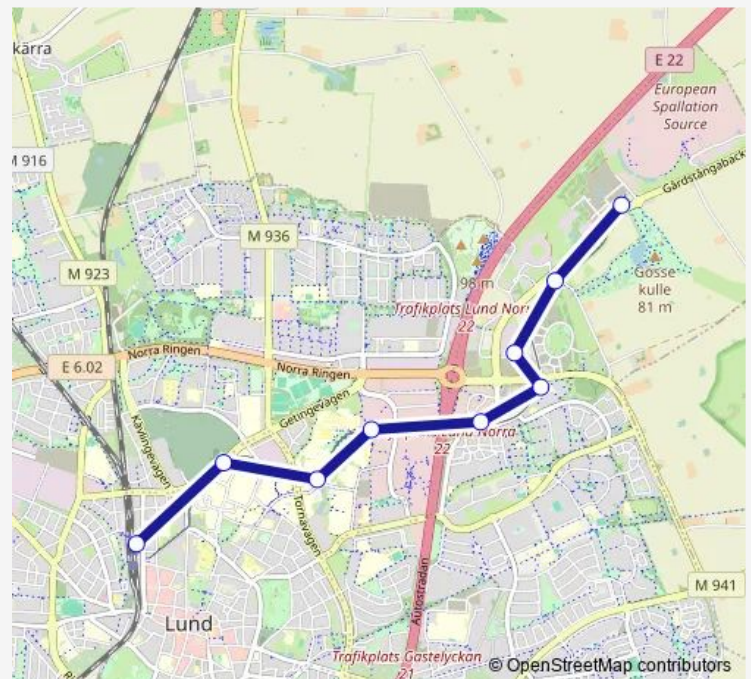 kärra
E 22
European
Spallation
Source
M 916
Gårdstångaback
M 936
M 923
98 m
Gosse
kulle
81 m
Trafikplats Lund Norr
22
Norra Ringen
E 6.02
Norra Ringen
Getingevägen
Kävlingevägen
Lund Norra
22
Tornavägen
Autostradan
M 941
Lund
Trafikplats Gastelyckan
21
© OpenStreetMap contributors